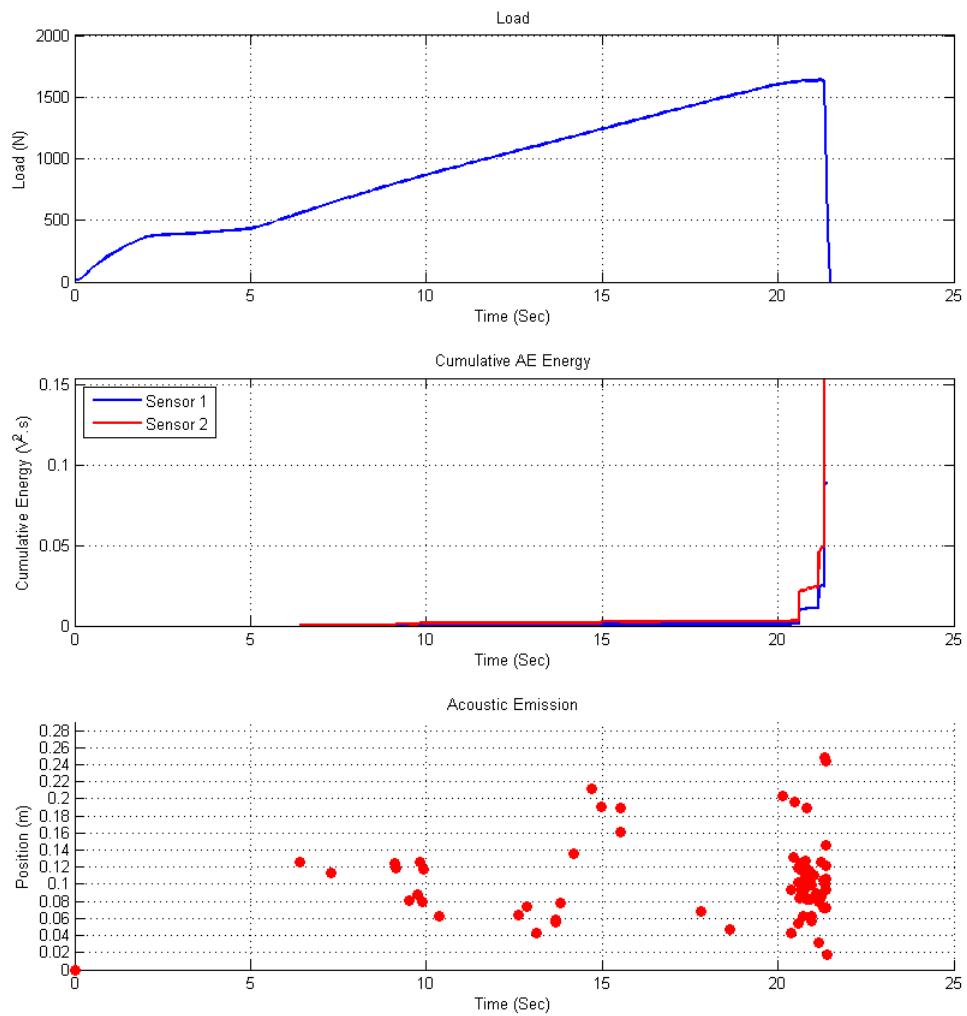 Load
2000
1500
1000
500
0
Load (N)
0 5 10 15 20 25
Time (Sec)
Cumulative AE Energy
Sensor 1
Sensor 2
0.15
0.1
0.05
0
Cumulative Energy (V².s)
0 5 10 15 20 25
Time (Sec)
Acoustic Emission
0.28
0.26
0.24
0.22
0.2
0.18
0.16
0.14
0.12
0.1
0.08
0.06
0.04
0.02
0
Position (m)
0 5 10 15 20 25
Time (Sec)